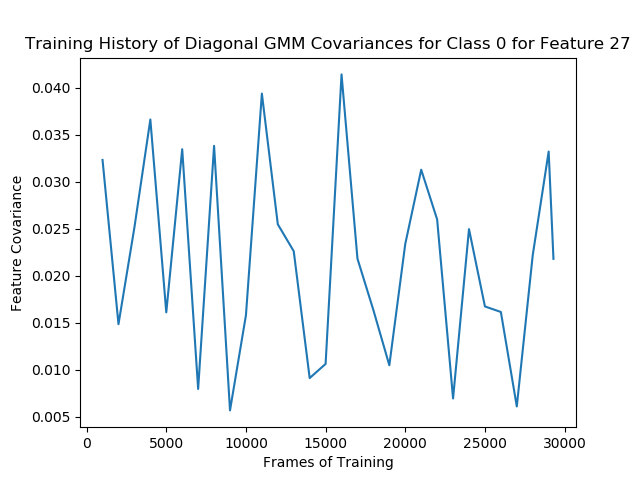 Training History of Diagonal GMM Covariances for Class 0 for Feature 27
0.040
0.035
0.030
0.025
0.020
0.015
0.010
0.005
Feature Covariance
0 5000 10000 15000 20000 25000 30000
Frames of Training